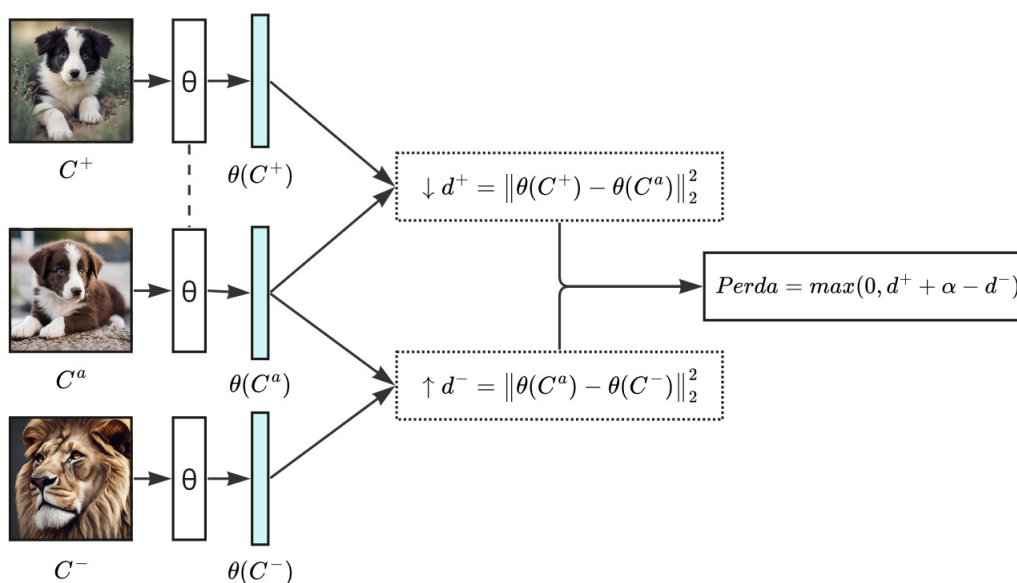 θ
C⁺
θ(C⁺)
↓ d⁺ = ‖θ(C⁺) − θ(Cᵃ)‖₂²
θ
Cᵃ
θ(Cᵃ)
Perda = max(0, d⁺ + α − d⁻)
↑ d⁻ = ‖θ(Cᵃ) − θ(C⁻)‖₂²
θ
C⁻
θ(C⁻)